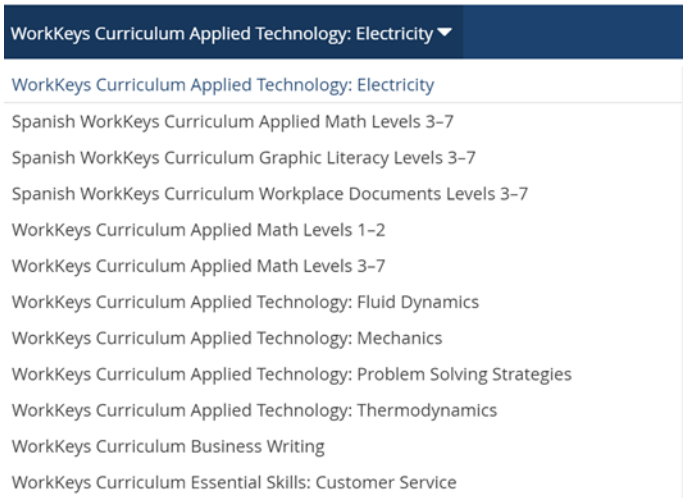 WorkKeys Curriculum Applied Technology: Electricity
WorkKeys Curriculum Applied Technology: Electricity
Spanish WorkKeys Curriculum Applied Math Levels 3–7
Spanish WorkKeys Curriculum Graphic Literacy Levels 3–7
Spanish WorkKeys Curriculum Workplace Documents Levels 3–7
WorkKeys Curriculum Applied Math Levels 1–2
WorkKeys Curriculum Applied Math Levels 3–7
WorkKeys Curriculum Applied Technology: Fluid Dynamics
WorkKeys Curriculum Applied Technology: Mechanics
WorkKeys Curriculum Applied Technology: Problem Solving Strategies
WorkKeys Curriculum Applied Technology: Thermodynamics
WorkKeys Curriculum Business Writing
WorkKeys Curriculum Essential Skills: Customer Service